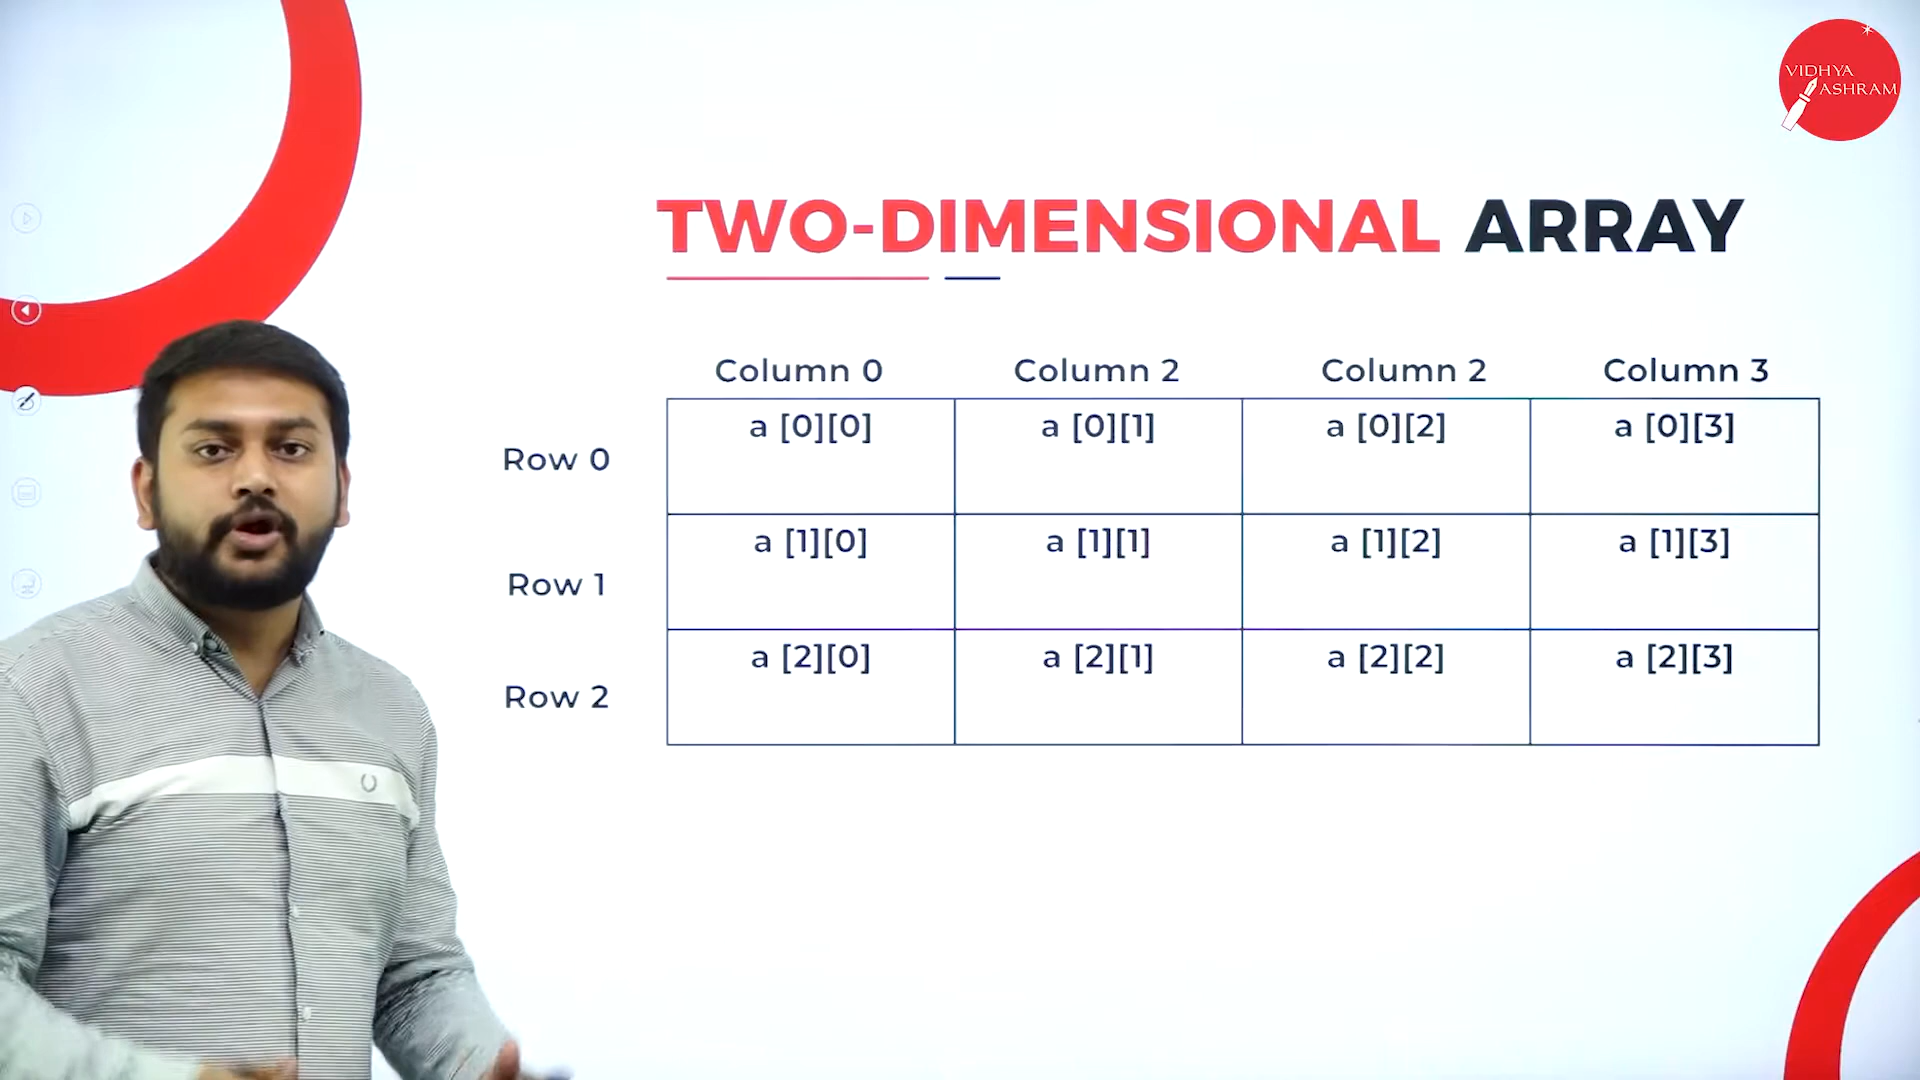 VIDHYA
ASHRAM
TWO-DIMENSIONAL ARRAY
Column 0 Column 2 Column 2 Column 3
Row 0 a [0][0] a [0][1] a [0][2] a [0][3]
Row 1 a [1][0] a [1][1] a [1][2] a [1][3]
Row 2 a [2][0] a [2][1] a [2][2] a [2][3]